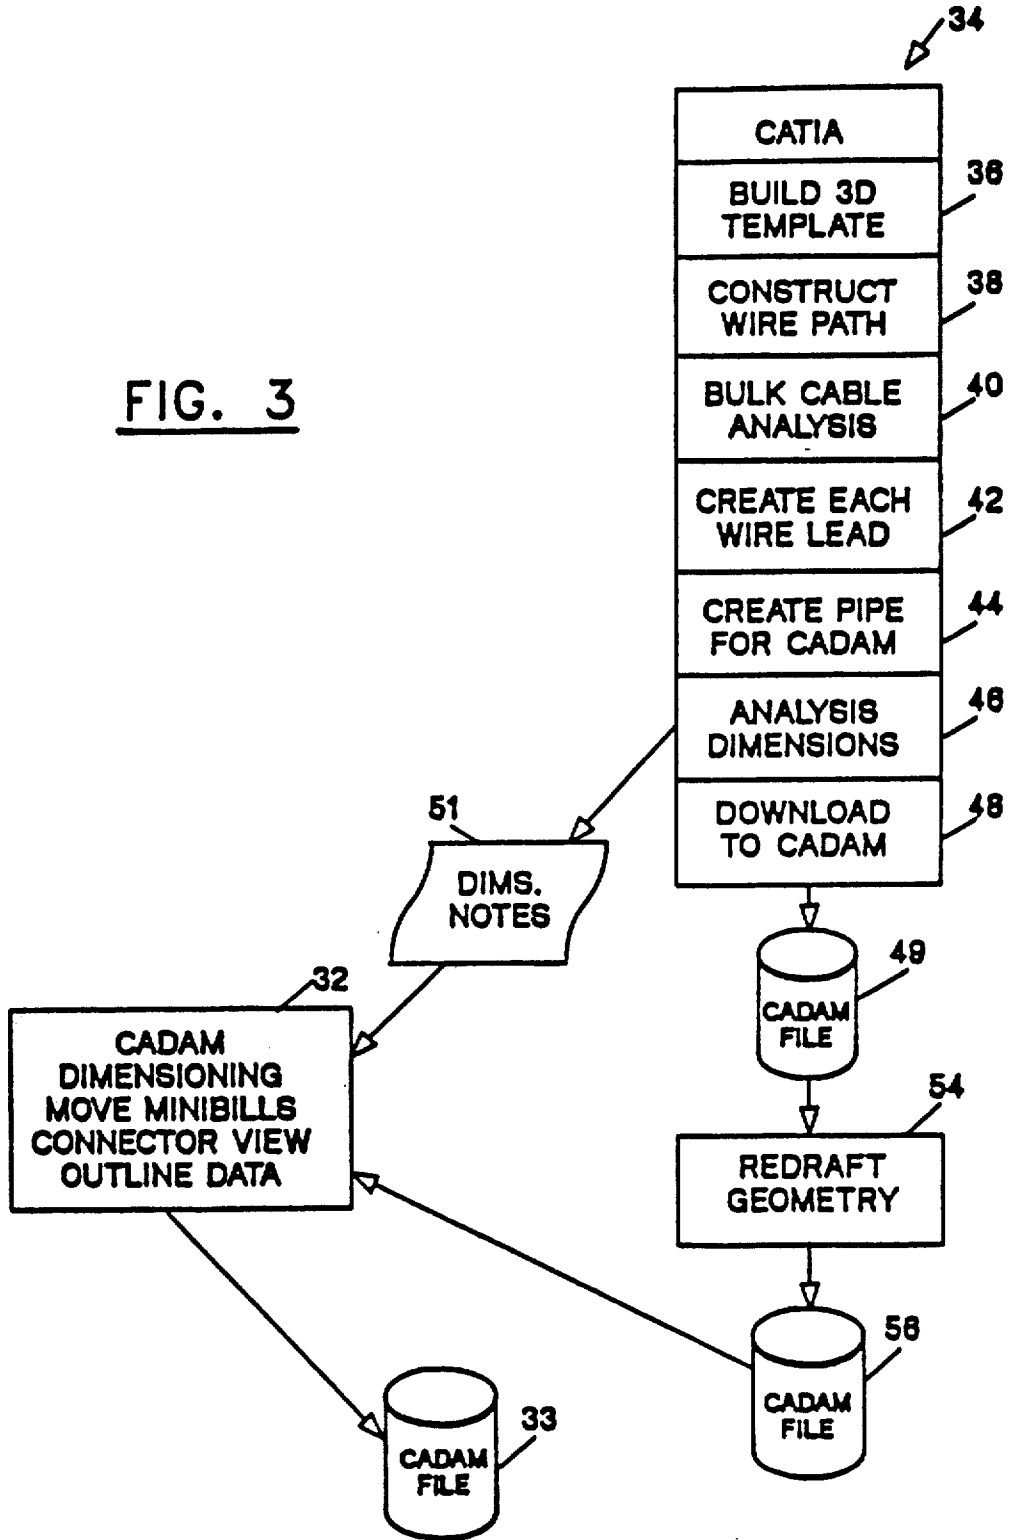 34
CATIA
BUILD 3D
TEMPLATE
36
CONSTRUCT
WIRE PATH
38
FIG. 3
BULK CABLE
ANALYSIS
40
CREATE EACH
WIRE LEAD
42
CREATE PIPE
FOR CADAM
44
ANALYSIS
DIMENSIONS
46
DOWNLOAD
TO CADAM
48
51
DIMS.
NOTES
49
CADAM
FILE
32
CADAM
DIMENSIONING
MOVE MINIBILLS
CONNECTOR VIEW
OUTLINE DATA
54
REDRAFT
GEOMETRY
56
CADAM
FILE
33
CADAM
FILE